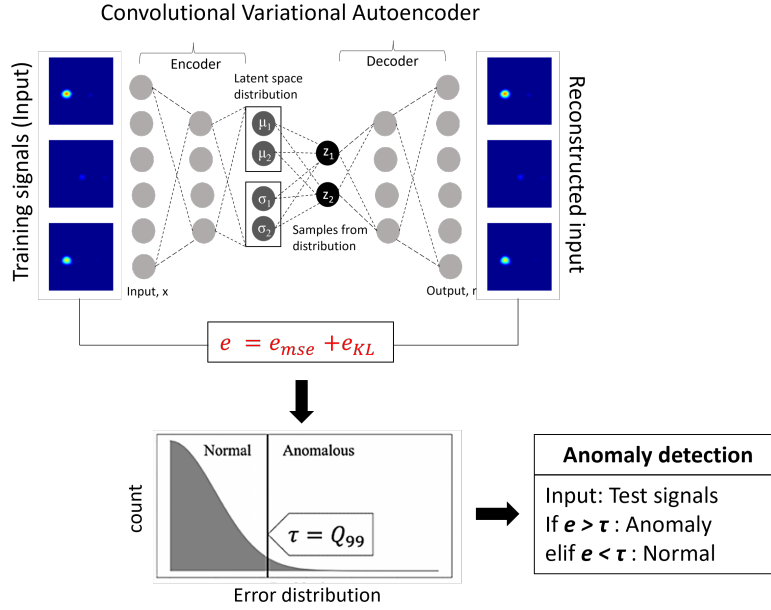 Convolutional Variational Autoencoder
Training signals (Input)
Encoder
Latent space
distribution
Decoder
μ1
μ2
σ1
σ2
z1
z2
Samples from
distribution
Input, x
Output, r
Reconstructed input
e = e_mse + e_KL
Normal
Anomalous
τ = Q99
count
Error distribution
Anomaly detection
Input: Test signals
If e > τ : Anomaly
elif e < τ : Normal